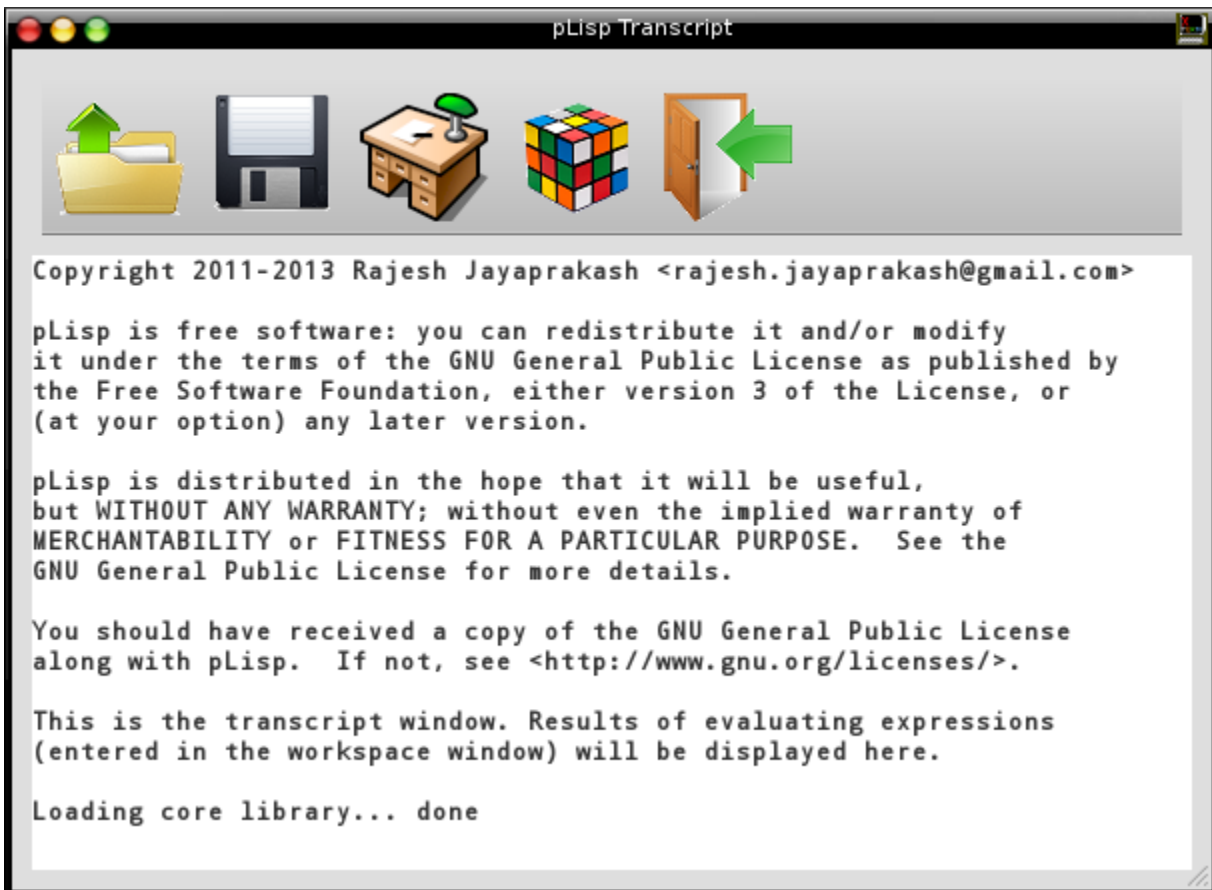 pLisp Transcript
Copyright 2011-2013 Rajesh Jayaprakash <rajesh.jayaprakash@gmail.com>
pLisp is free software: you can redistribute it and/or modify
it under the terms of the GNU General Public License as published by
the Free Software Foundation, either version 3 of the License, or
(at your option) any later version.
pLisp is distributed in the hope that it will be useful,
but WITHOUT ANY WARRANTY; without even the implied warranty of
MERCHANTABILITY or FITNESS FOR A PARTICULAR PURPOSE.  See the
GNU General Public License for more details.
You should have received a copy of the GNU General Public License
along with pLisp.  If not, see <http://www.gnu.org/licenses/>.
This is the transcript window. Results of evaluating expressions
(entered in the workspace window) will be displayed here.
Loading core library... done